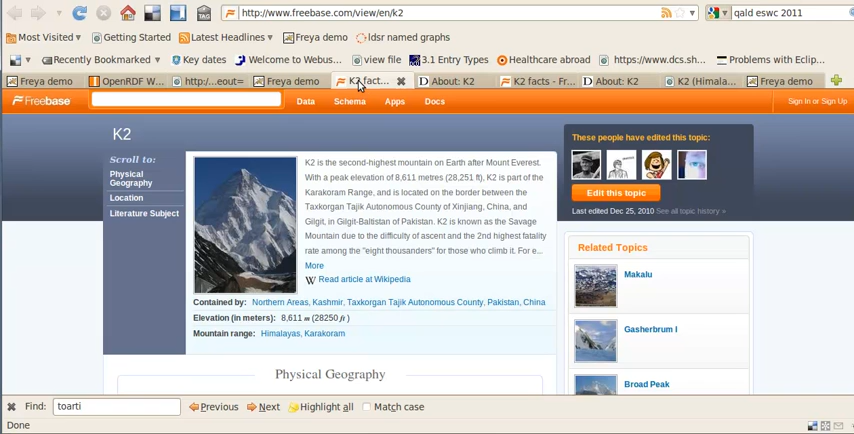 http://www.freebase.com/view/en/k2
qald eswc 2011
Most Visited
Getting Started
Latest Headlines
Freya demo
ldsr named graphs
Recently Bookmarked
Key dates
Welcome to Webus...
view file
3.1 Entry Types
Healthcare abroad
https://www.dcs.sh...
Problems with Eclip...
Freya demo
OpenRDF W...
http:/...eout=
Freya demo
K2 fact...
About: K2
K2 facts - Fr...
About: K2
K2 (Himala...
Freya demo
Freebase
Data
Schema
Apps
Docs
Sign In or Sign Up
K2
Scroll to:
Physical
Geography
Location
Literature Subject
K2 is the second-highest mountain on Earth after Mount Everest.
With a peak elevation of 8,611 metres (28,251 ft), K2 is part of the
Karakoram Range, and is located on the border between the
Taxkorgan Tajik Autonomous County of Xinjiang, China, and
Gilgit, in Gilgit-Baltistan of Pakistan. K2 is known as the Savage
Mountain due to the difficulty of ascent and the 2nd highest fatality
rate among the "eight thousanders" for those who climb it. For e...
More
W Read article at Wikipedia
Contained by: Northern Areas, Kashmir, Taxkorgan Tajik Autonomous County, Pakistan, China
Elevation (in meters): 8,611 m (28250 ft )
Mountain range: Himalayas, Karakoram
Physical Geography
These people have edited this topic:
Edit this topic
Last edited Dec 25, 2010 See all topic history »
Related Topics
Makalu
Gasherbrum I
Broad Peak
Find: toarti
Previous
Next
Highlight all
Match case
Done